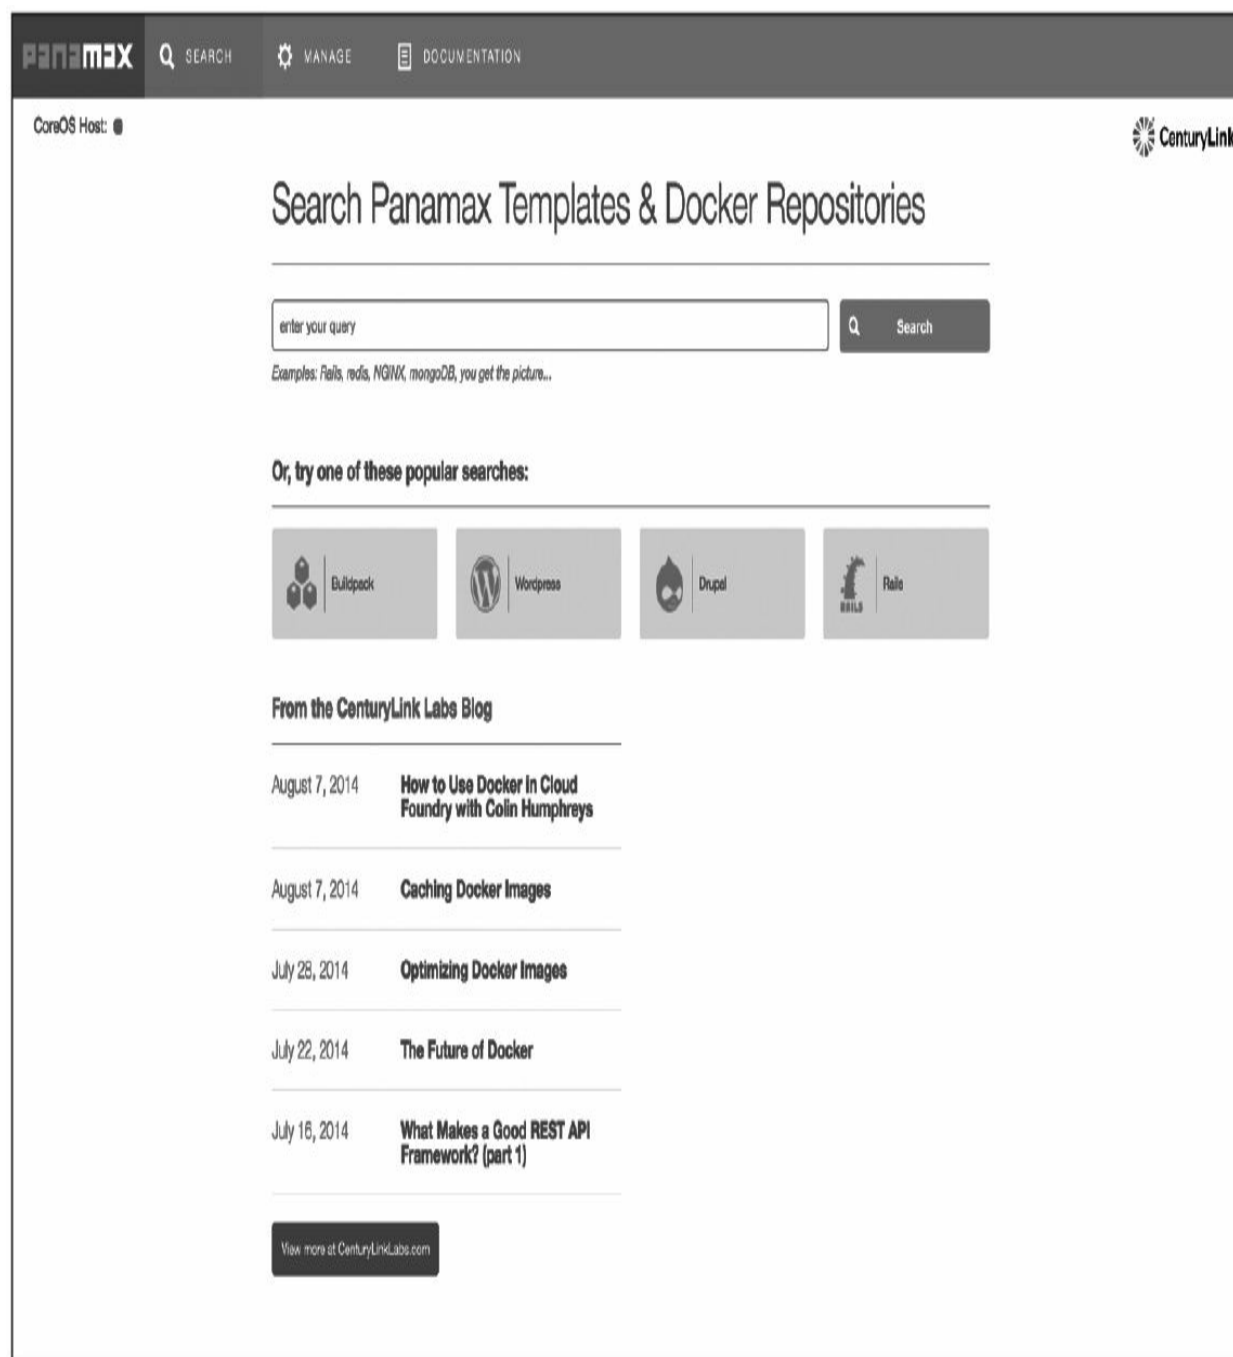 panamax SEARCH MANAGE DOCUMENTATION
CoreOS Host:
CenturyLink
Search Panamax Templates & Docker Repositories
enter your query
Search
Examples: Rails, redis, NGINX, mongoDB, you get the picture...
Or, try one of these popular searches:
Buildpack
Wordpress
Drupal
RAILS
Rails
From the CenturyLink Labs Blog
August 7, 2014 How to Use Docker in Cloud
Foundry with Colin Humphreys
August 7, 2014 Caching Docker Images
July 28, 2014 Optimizing Docker Images
July 22, 2014 The Future of Docker
July 16, 2014 What Makes a Good REST API
Framework? (part 1)
View more at CenturyLinkLabs.com